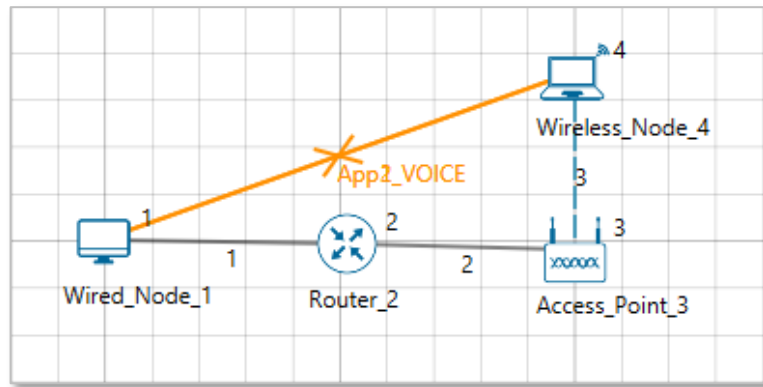 4
Wireless_Node_4
3
App1_VOICE
1
2
3
1
2
Wired_Node_1
Router_2
Access_Point_3